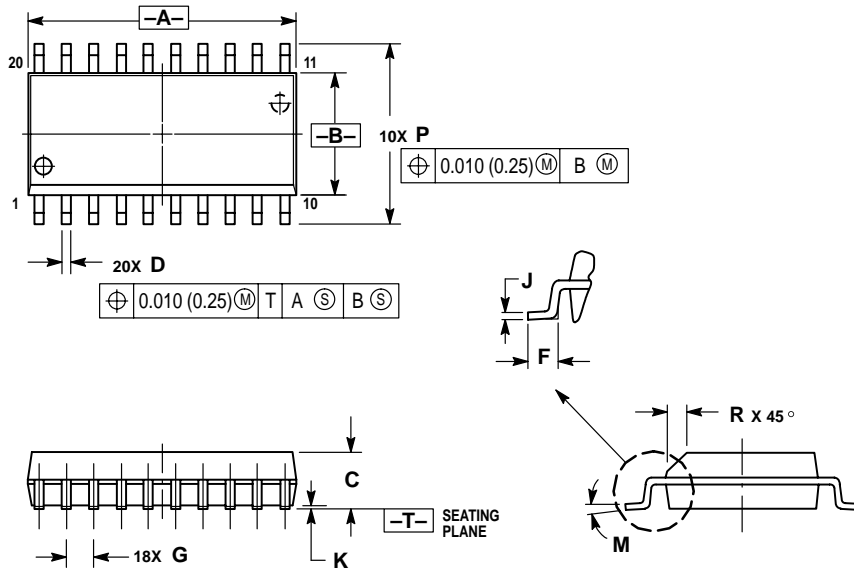 –A–
20 11
–B–
10X P
⌖ 0.010 (0.25) Ⓜ B Ⓜ
1 10
20X D
⌖ 0.010 (0.25) Ⓜ T A Ⓢ B Ⓢ
J
F
R X 45°
C
–T– SEATING
PLANE
18X G
K
M